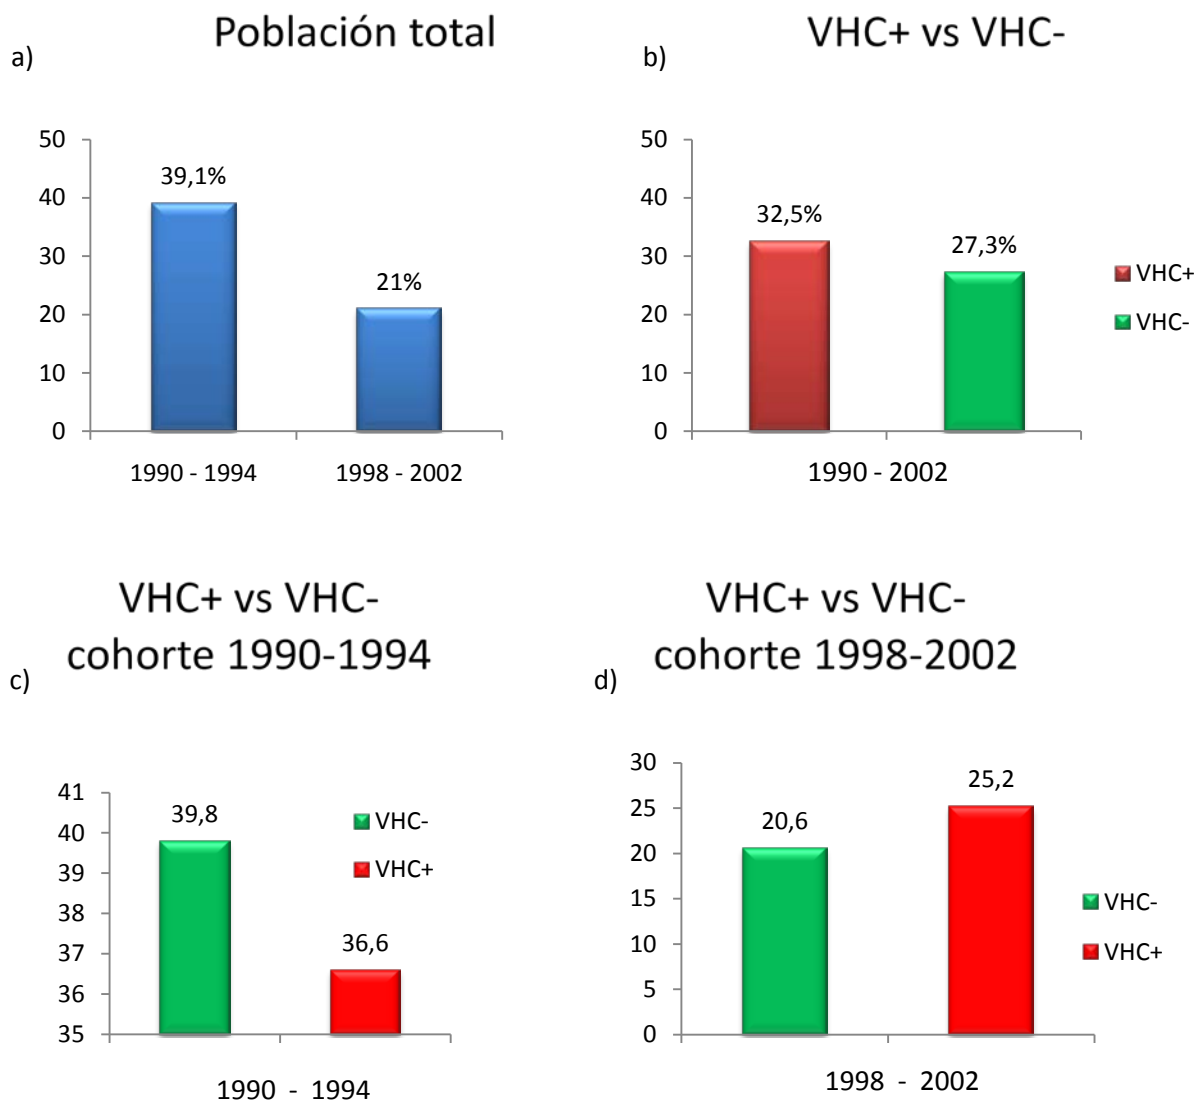 a)
Población total
50
40
30
20
10
0
39,1%
21%
1990 - 1994
1998 - 2002
b)
VHC+ vs VHC-
50
40
30
20
10
0
32,5%
27,3%
1990 - 2002
VHC+
VHC-
c)
VHC+ vs VHC-
cohorte 1990-1994
41
40
39
38
37
36
35
39,8
36,6
VHC-
VHC+
1990 - 1994
d)
VHC+ vs VHC-
cohorte 1998-2002
30
25
20
15
10
5
0
20,6
25,2
VHC-
VHC+
1998 - 2002